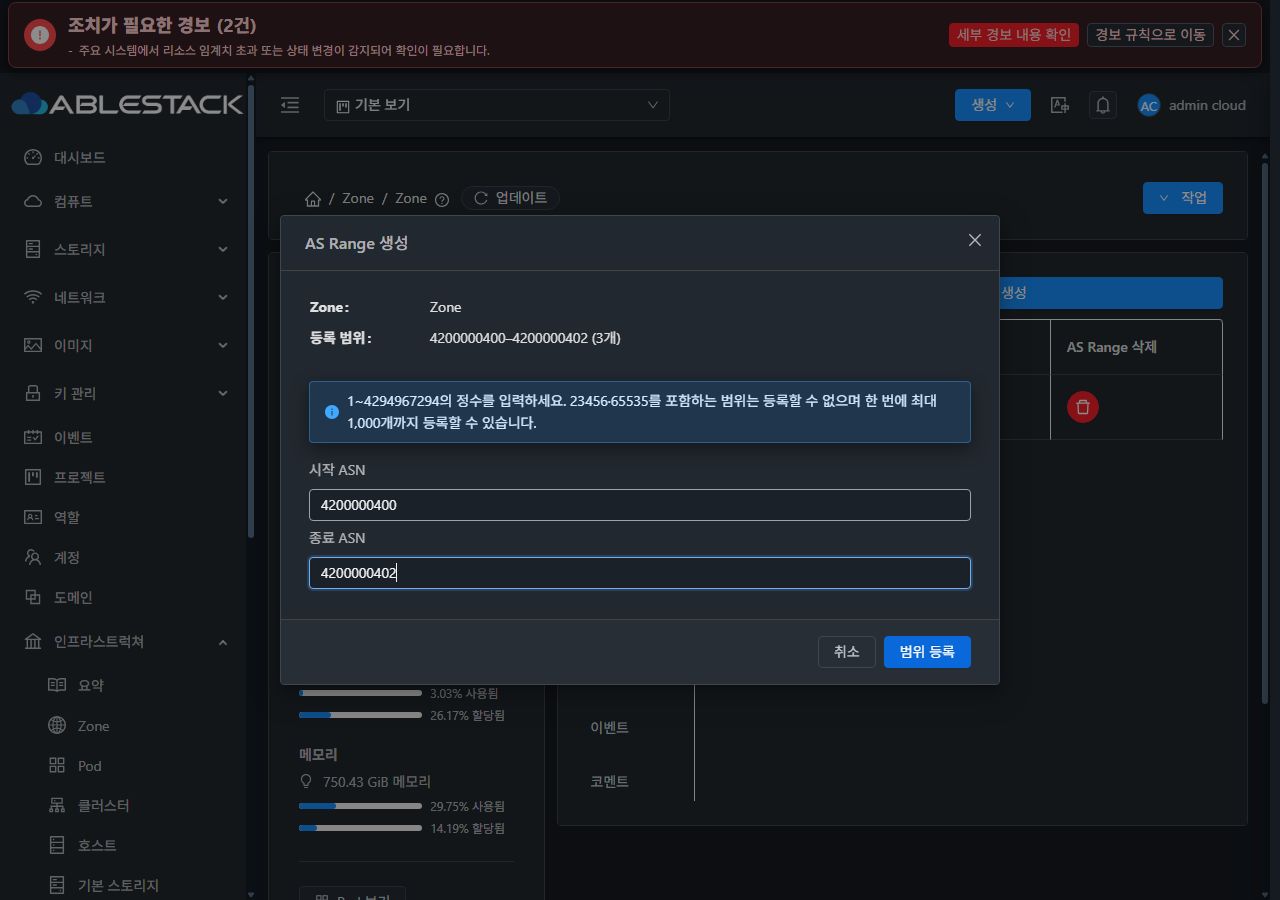 조치가 필요한 경보 (2건)
- 주요 시스템에서 리소스 임계치 초과 또는 상태 변경이 감지되어 확인이 필요합니다.
세부 경보 내용 확인
경보 규칙으로 이동
ABLESTACK
기본 보기
생성
AC
admin cloud
대시보드
컴퓨트
스토리지
네트워크
이미지
키 관리
이벤트
프로젝트
역할
계정
도메인
인프라스트럭쳐
요약
Zone
Pod
클러스터
호스트
기본 스토리지
/ Zone / Zone
업데이트
작업
AS Range 생성
Zone:
Zone
등록 범위:
4200000400–4200000402 (3개)
1~4294967294의 정수를 입력하세요. 23456·65535를 포함하는 범위는 등록할 수 없으며 한 번에 최대
1,000개까지 등록할 수 있습니다.
시작 ASN
4200000400
종료 ASN
4200000402
취소
범위 등록
생성
AS Range 삭제
3.03% 사용됨
26.17% 할당됨
메모리
750.43 GiB 메모리
29.75% 사용됨
14.19% 할당됨
이벤트
코멘트